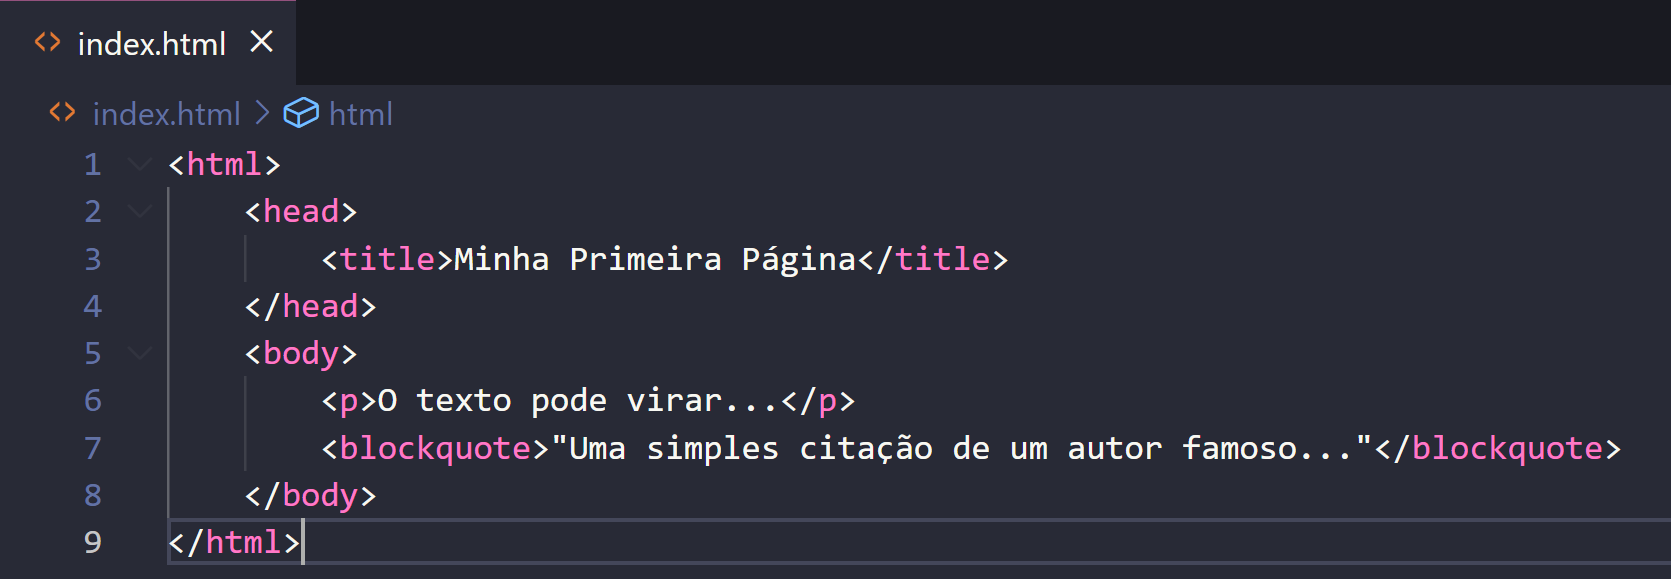 index.html
index.html > html
1 <html>
2 <head>
3 <title>Minha Primeira Página</title>
4 </head>
5 <body>
6 <p>O texto pode virar...</p>
7 <blockquote>"Uma simples citação de um autor famoso..."</blockquote>
8 </body>
9 </html>